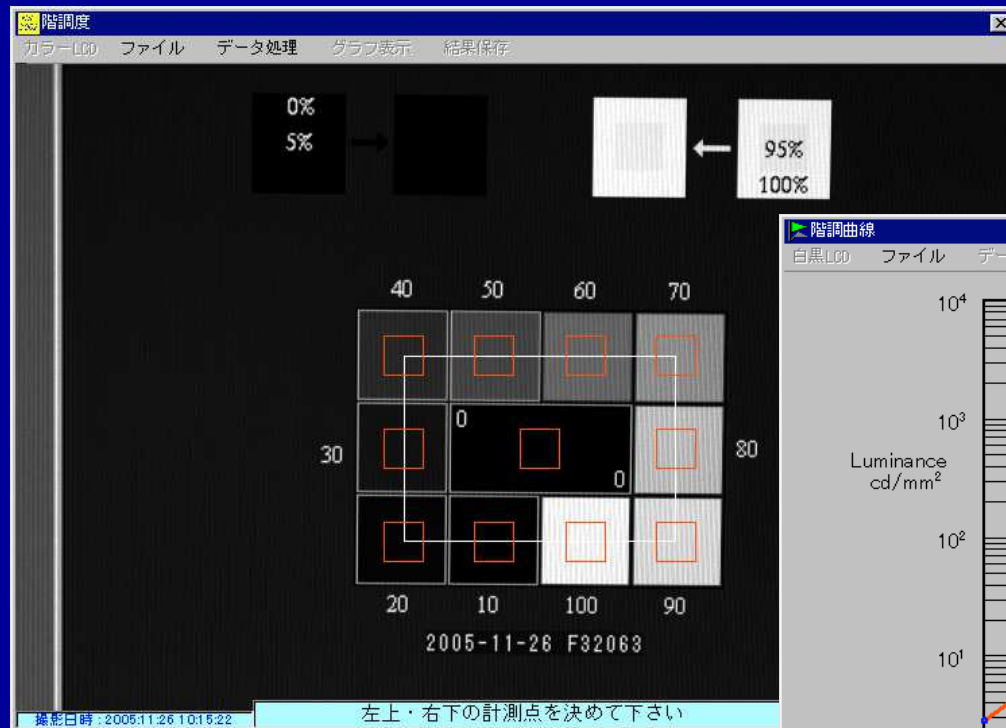 階調度
カラーLCD ファイル データ処理 グラフ表示 結果保存
0%
5%
95%
100%
階調曲線
白黒LCD ファイル デー
40 50 60 70
0
30
80
0
20 10 100 90
2005-11-26 F32063
10⁴
10³
Luminance
cd/mm²
10²
10¹
撮影日時:2005:11:26 10:15:22
左上・右下の計測点を決めて下さい